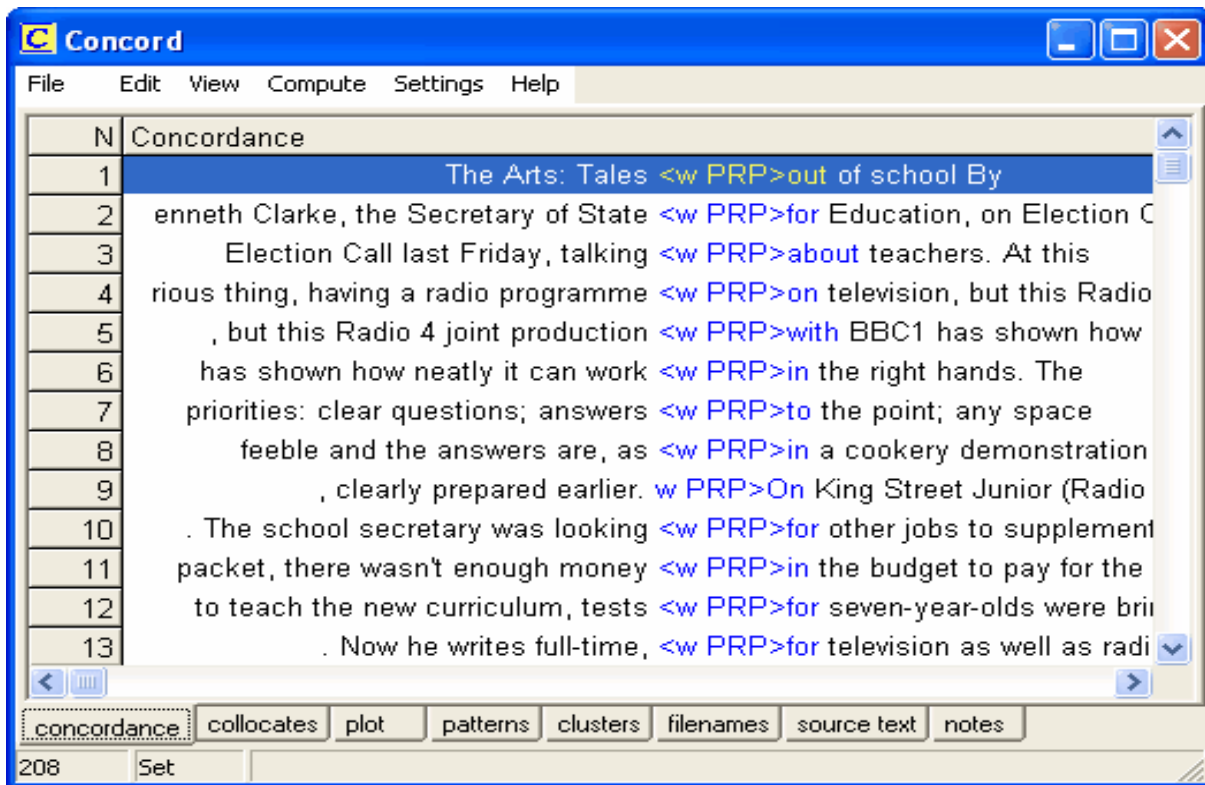 C Concord
File Edit View Compute Settings Help
N Concordance
1 The Arts: Tales <w PRP>out of school By
2 enneth Clarke, the Secretary of State <w PRP>for Education, on Election C
3 Election Call last Friday, talking <w PRP>about teachers. At this
4 rious thing, having a radio programme <w PRP>on television, but this Radio
5 , but this Radio 4 joint production <w PRP>with BBC1 has shown how
6 has shown how neatly it can work <w PRP>in the right hands. The
7 priorities: clear questions; answers <w PRP>to the point; any space
8 feeble and the answers are, as <w PRP>in a cookery demonstration
9 , clearly prepared earlier. w PRP>On King Street Junior (Radio
10 . The school secretary was looking <w PRP>for other jobs to supplement
11 packet, there wasn't enough money <w PRP>in the budget to pay for the
12 to teach the new curriculum, tests <w PRP>for seven-year-olds were brin
13 . Now he writes full-time, <w PRP>for television as well as radi
concordance collocates plot patterns clusters filenames source text notes
208 Set